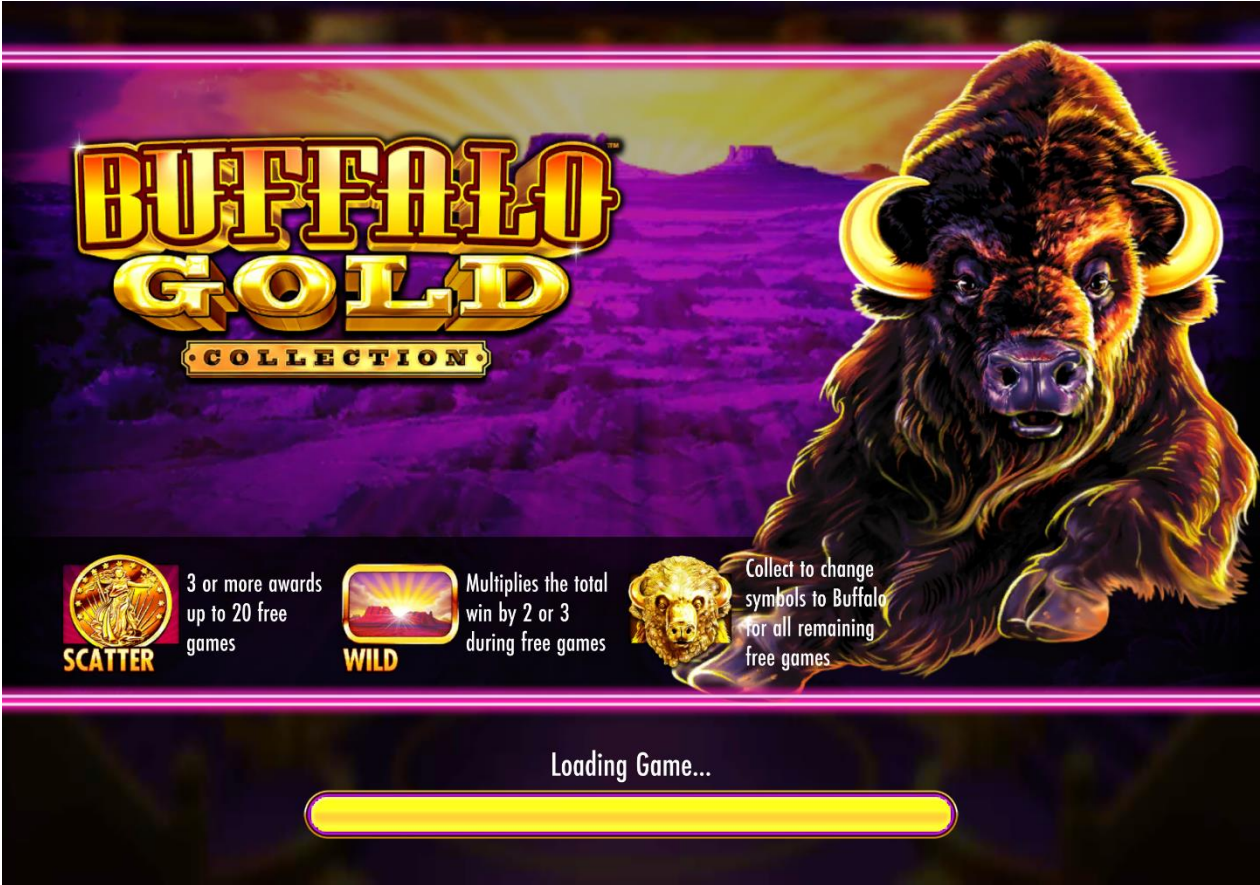 BUFFALO™
GOLD
COLLECTION
3 or more awards
up to 20 free
games
SCATTER
Multiplies the total
win by 2 or 3
during free games
WILD
Collect to change
symbols to Buffalo
for all remaining
free games
Loading Game...